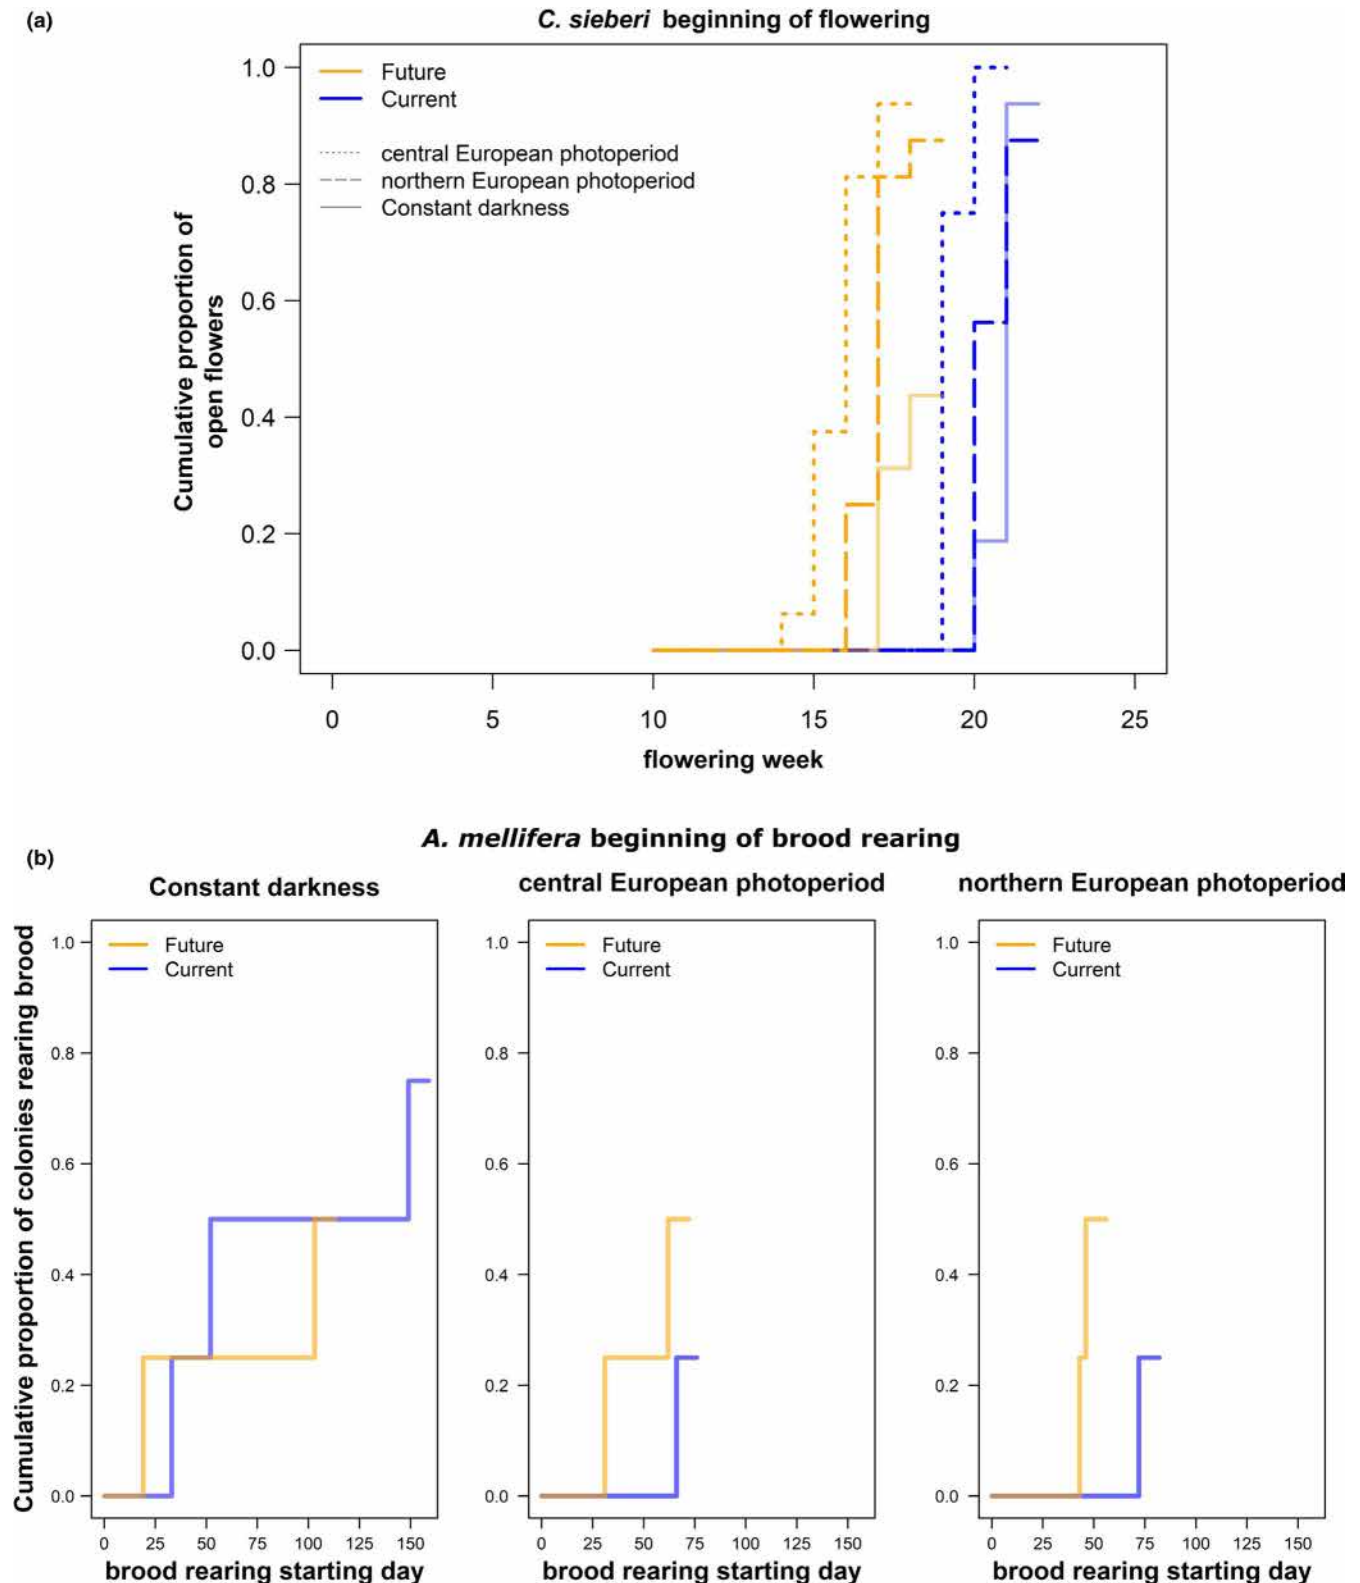 (a)
C. sieberi beginning of flowering
Future
Current
central European photoperiod
northern European photoperiod
Constant darkness
Cumulative proportion of
open flowers
1.0
0.8
0.6
0.4
0.2
0.0
0 5 10 15 20 25
flowering week
A. mellifera beginning of brood rearing
(b)
Constant darkness
central European photoperiod
northern European photoperiod
Cumulative proportion of colonies rearing brood
Future
Current
1.0
0.8
0.6
0.4
0.2
0.0
0 25 50 75 100 125 150
brood rearing starting day
Future
Current
1.0
0.8
0.6
0.4
0.2
0.0
0 25 50 75 100 125 150
brood rearing starting day
Future
Current
1.0
0.8
0.6
0.4
0.2
0.0
0 25 50 75 100 125 150
brood rearing starting day